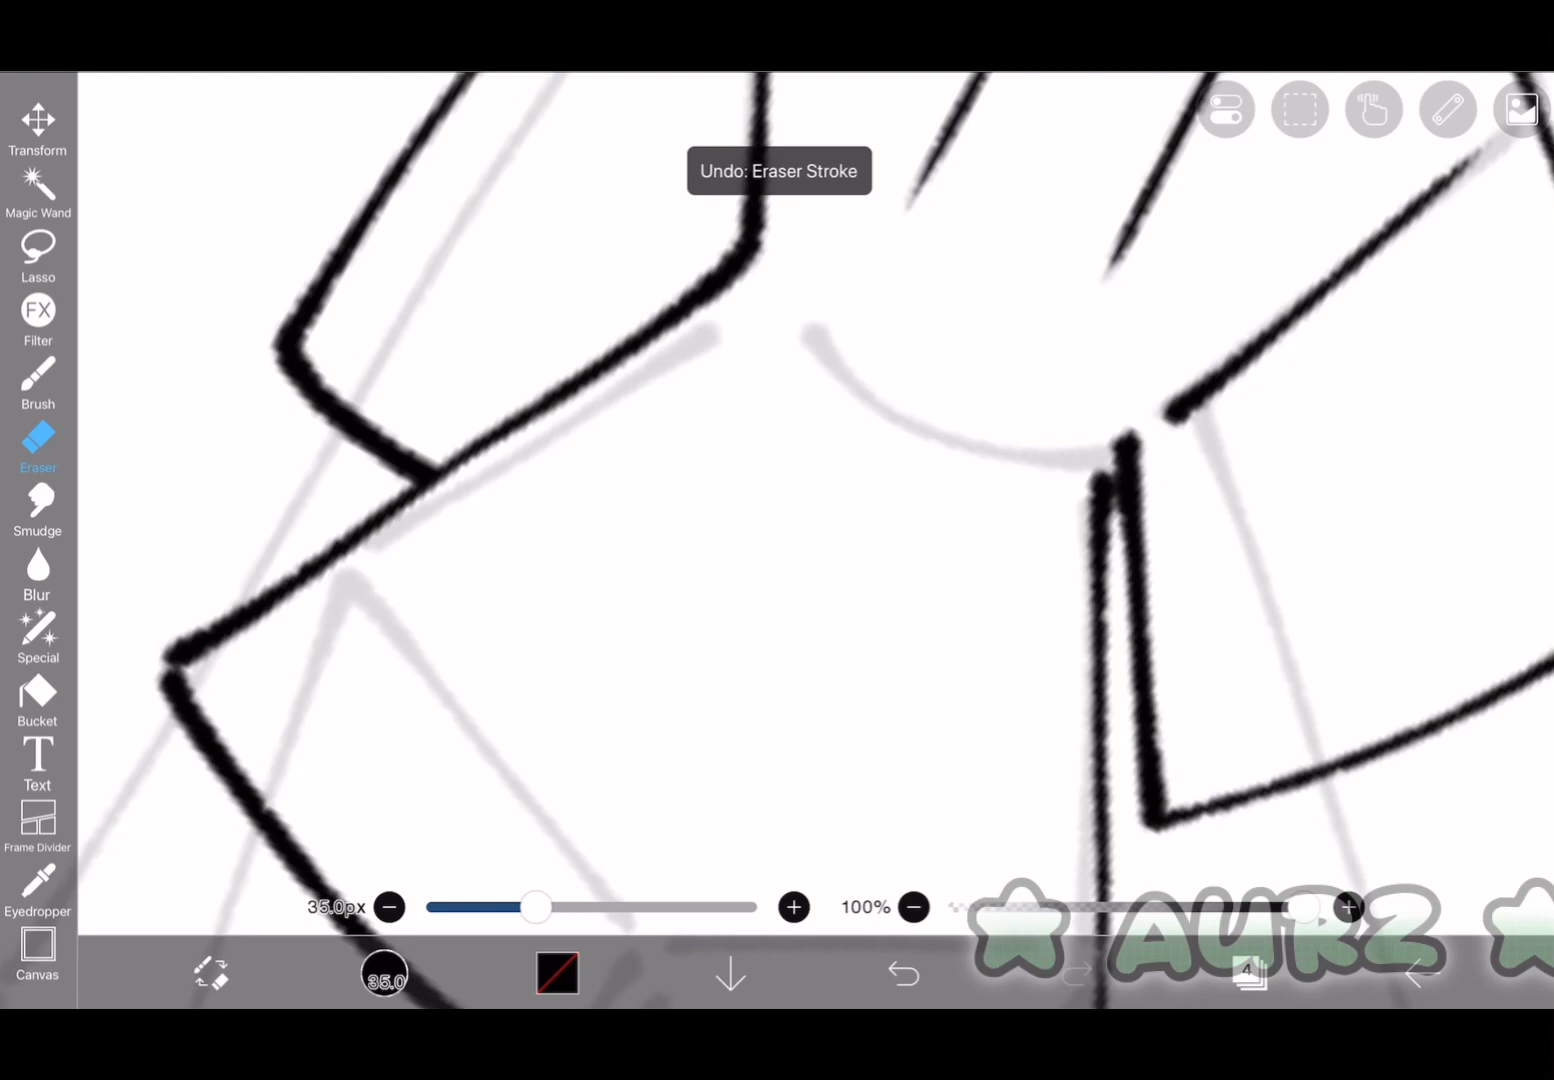 Transform
Magic Wand
Lasso
FX
Filter
Brush
Eraser
Smudge
Blur
Special
Bucket
T
Text
Frame Divider
Eyedropper
Canvas
Undo: Eraser Stroke
35.0px
100%
AURZ
35.0
4